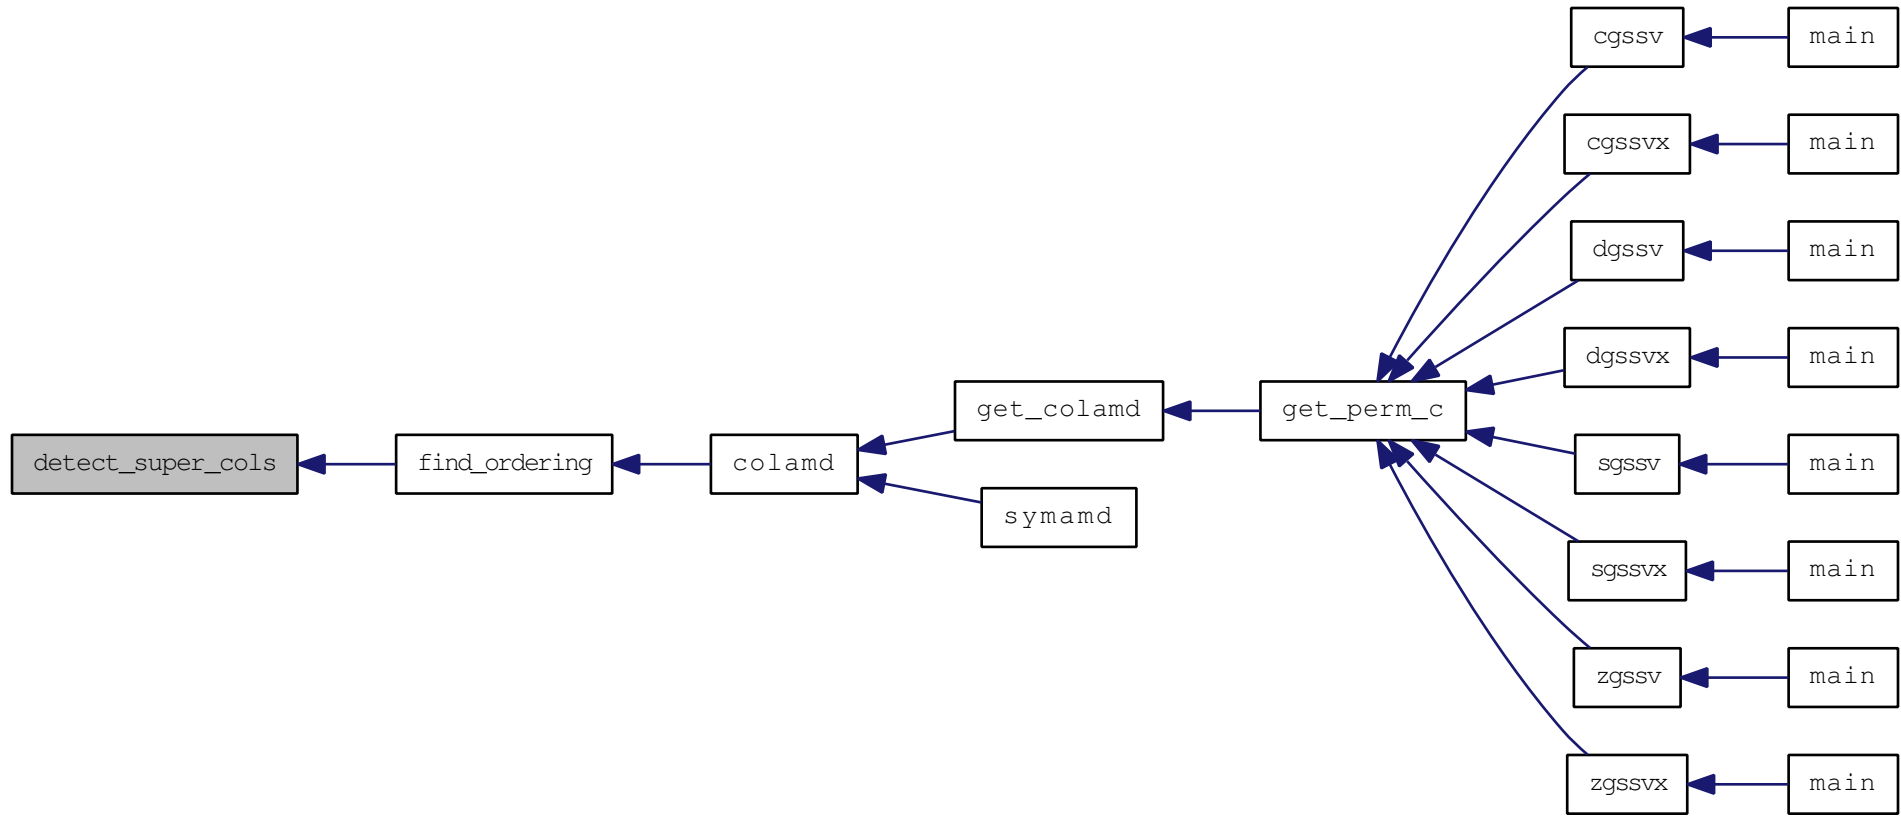 cgssv main
cgssvx main
dgssv main
dgssvx main
get_colamd get_perm_c
detect_super_cols find_ordering colamd sgssv main
symamd
sgssvx main
zgssv main
zgssvx main